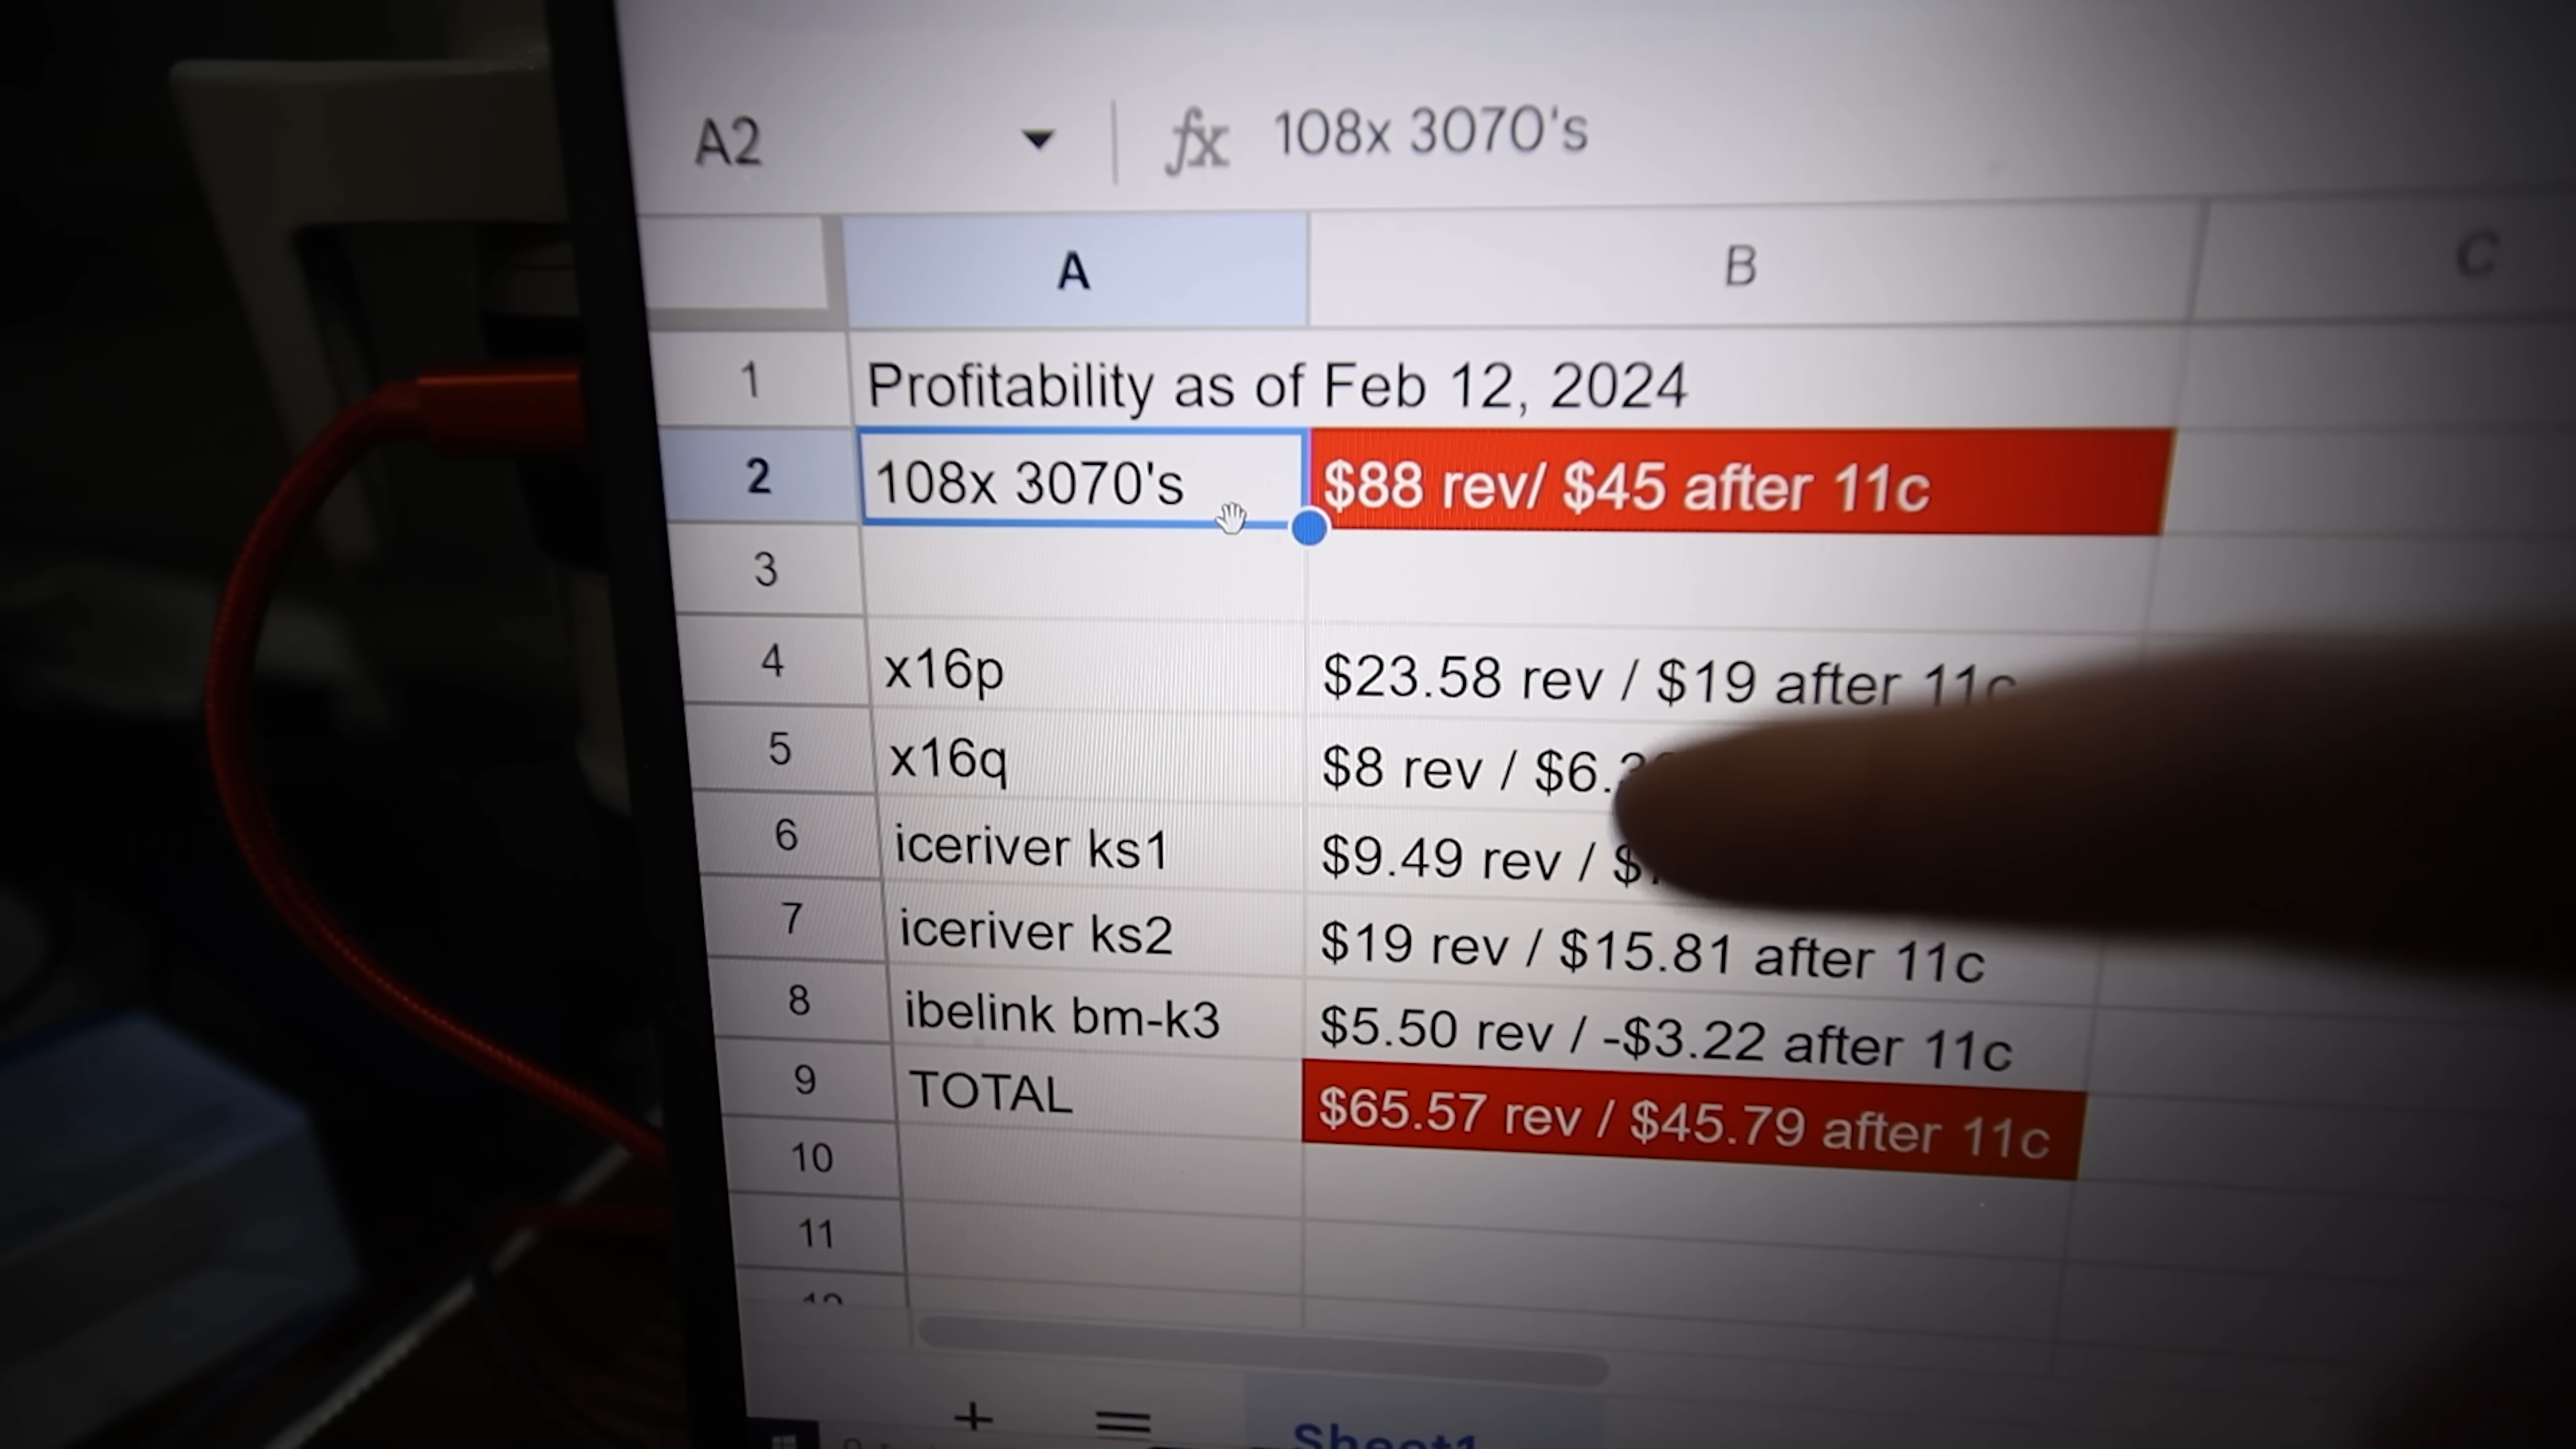 A2 fx 108x 3070's
A B C
1 Profitability as of Feb 12, 2024
2 108x 3070's $88 rev/ $45 after 11c
3
4 x16p $23.58 rev / $19 after 11c
5 x16q $8 rev / $6.
6 iceriver ks1 $9.49 rev / $
7 iceriver ks2 $19 rev / $15.81 after 11c
8 ibelink bm-k3 $5.50 rev / -$3.22 after 11c
9 TOTAL $65.57 rev / $45.79 after 11c
10
11
12
+ Sheet1